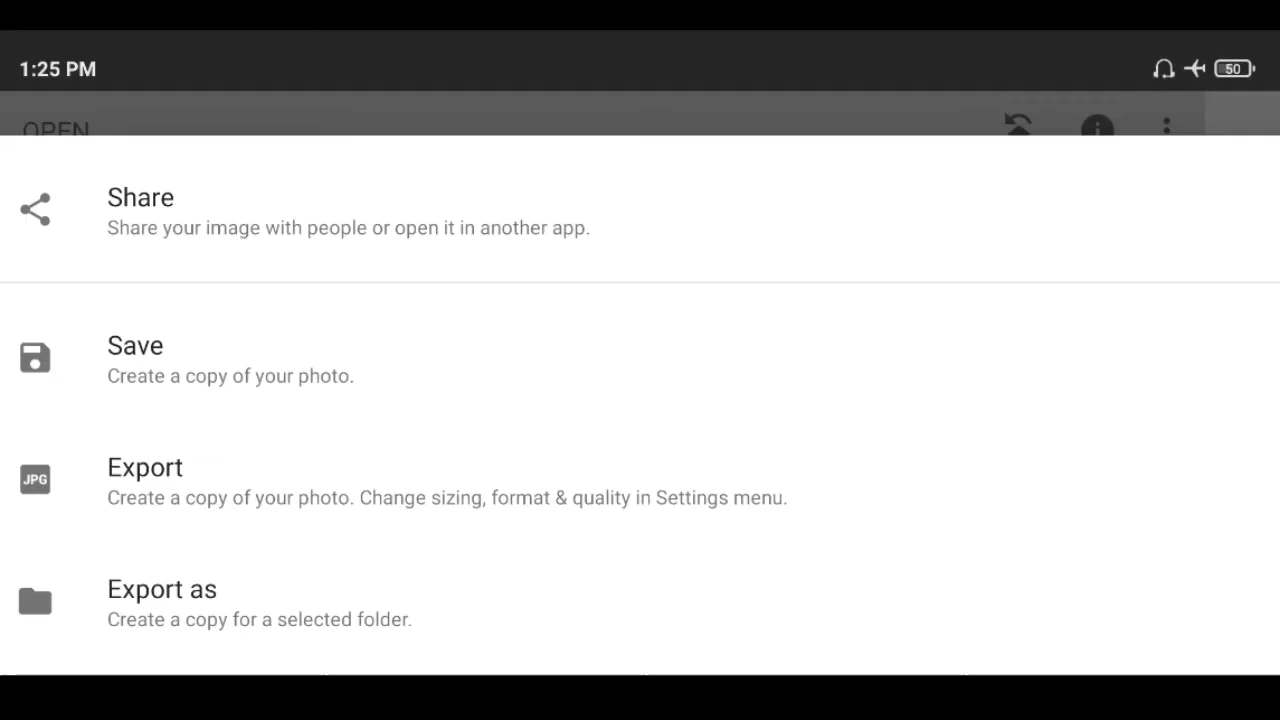 1:25 PM
50
OPEN
Share
Share your image with people or open it in another app.
Save
Create a copy of your photo.
JPG
Export
Create a copy of your photo. Change sizing, format & quality in Settings menu.
Export as
Create a copy for a selected folder.